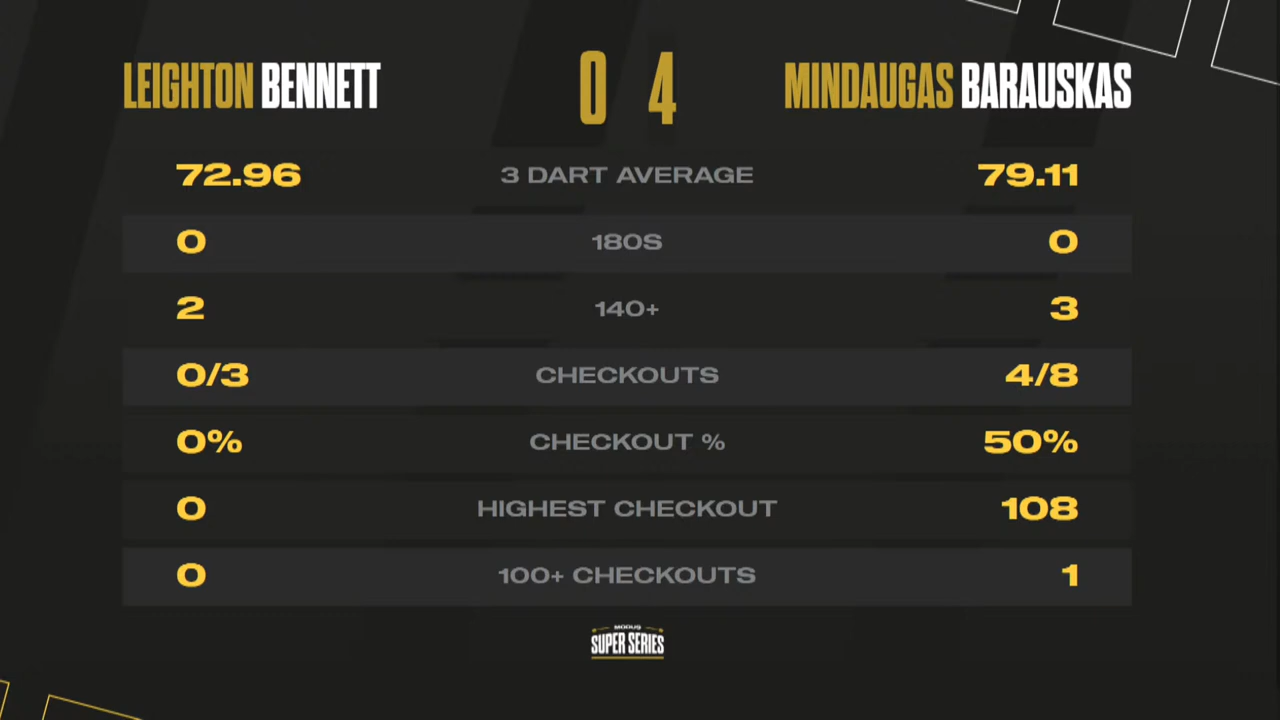 LEIGHTON BENNETT 0 4 MINDAUGAS BARAUSKAS
72.96 3 DART AVERAGE 79.11
0 180S 0
2 140+ 3
0/3 CHECKOUTS 4/8
0% CHECKOUT % 50%
0 HIGHEST CHECKOUT 108
0 100+ CHECKOUTS 1
MODUS
SUPER SERIES